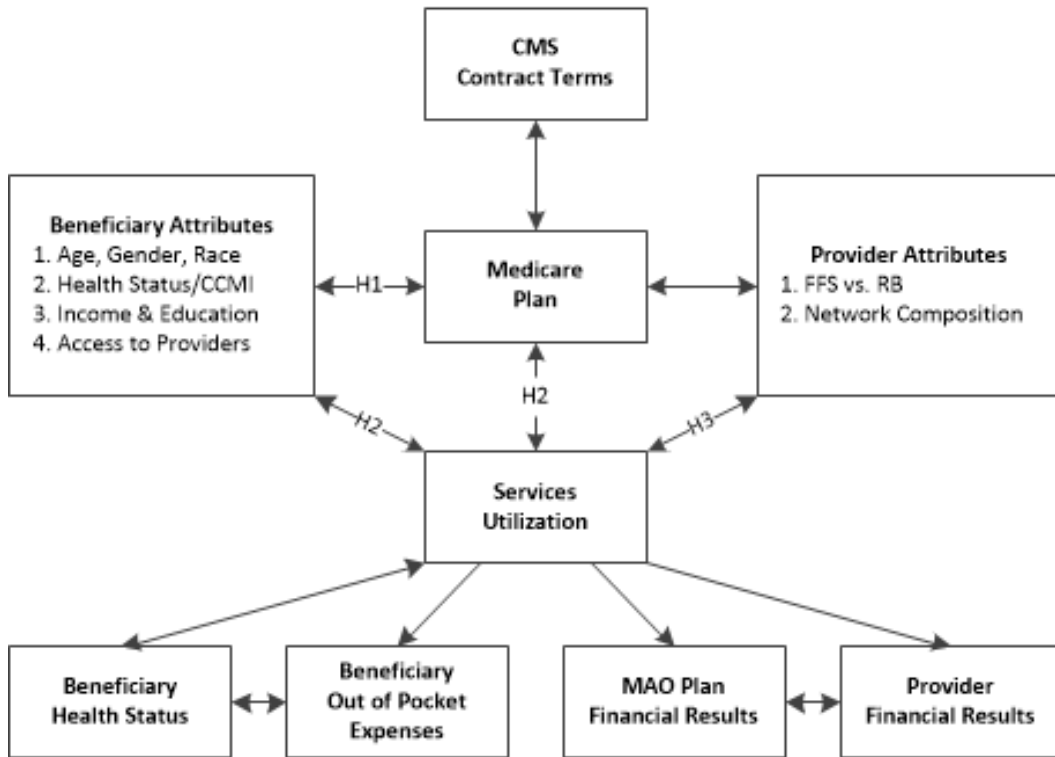 CMS
Contract Terms
Beneficiary Attributes
1. Age, Gender, Race
2. Health Status/CCMI
3. Income & Education
4. Access to Providers
H1
Medicare
Plan
Provider Attributes
1. FFS vs. RB
2. Network Composition
H2
H2
H3
Services
Utilization
Beneficiary
Health Status
Beneficiary
Out of Pocket
Expenses
MAO Plan
Financial Results
Provider
Financial Results